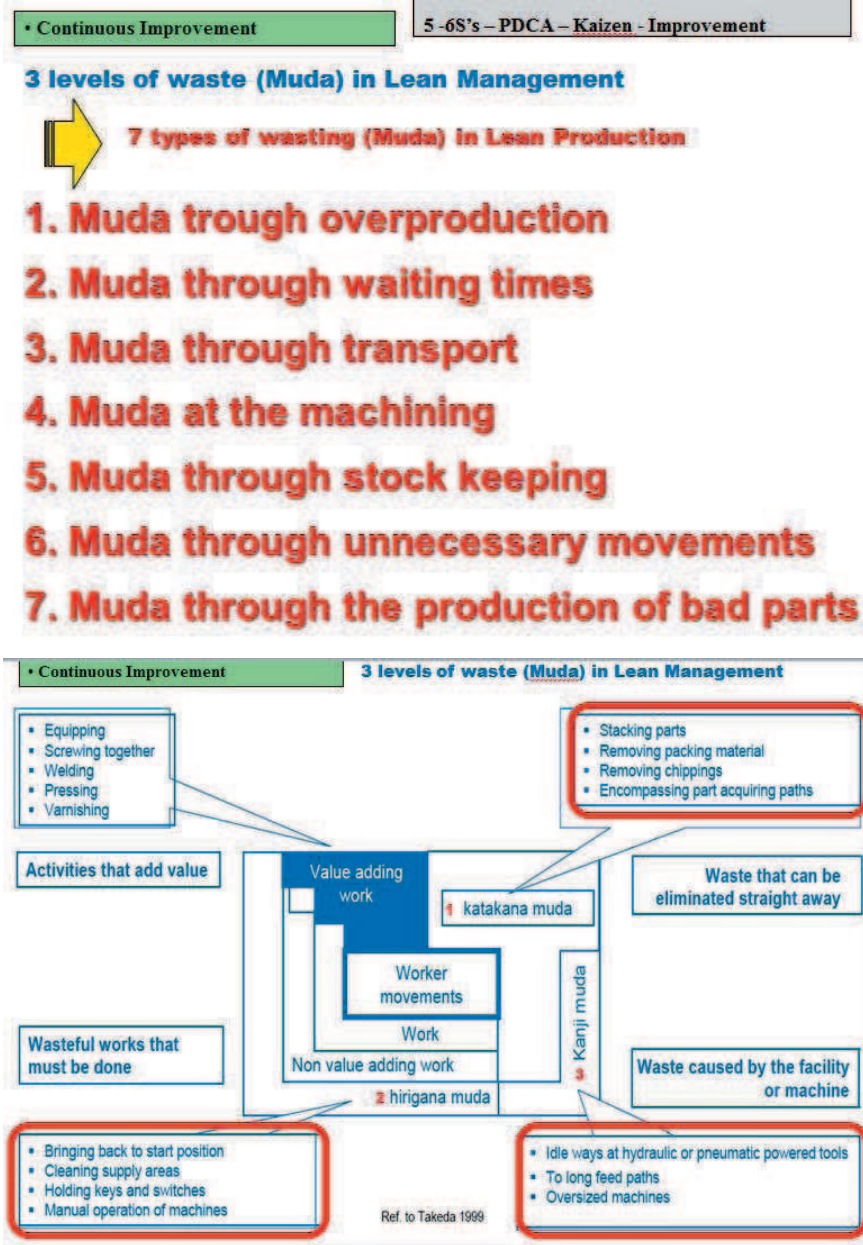 • Continuous Improvement
5 -6S's – PDCA – Kaizen - Improvement
3 levels of waste (Muda) in Lean Management
7 types of wasting (Muda) in Lean Production
1. Muda trough overproduction
2. Muda through waiting times
3. Muda through transport
4. Muda at the machining
5. Muda through stock keeping
6. Muda through unnecessary movements
7. Muda through the production of bad parts
• Continuous Improvement
3 levels of waste (Muda) in Lean Management
▪ Equipping
▪ Screwing together
▪ Welding
▪ Pressing
▪ Varnishing
▪ Stacking parts
▪ Removing packing material
▪ Removing chippings
▪ Encompassing part acquiring paths
Activities that add value
Value adding
work
1 katakana muda
Waste that can be
eliminated straight away
Worker
movements
Work
Non value adding work
2 hirigana muda
Kanji muda
3
Wasteful works that
must be done
Waste caused by the facility
or machine
▪ Bringing back to start position
▪ Cleaning supply areas
▪ Holding keys and switches
▪ Manual operation of machines
Ref. to Takeda 1999
▪ Idle ways at hydraulic or pneumatic powered tools
▪ To long feed paths
▪ Oversized machines